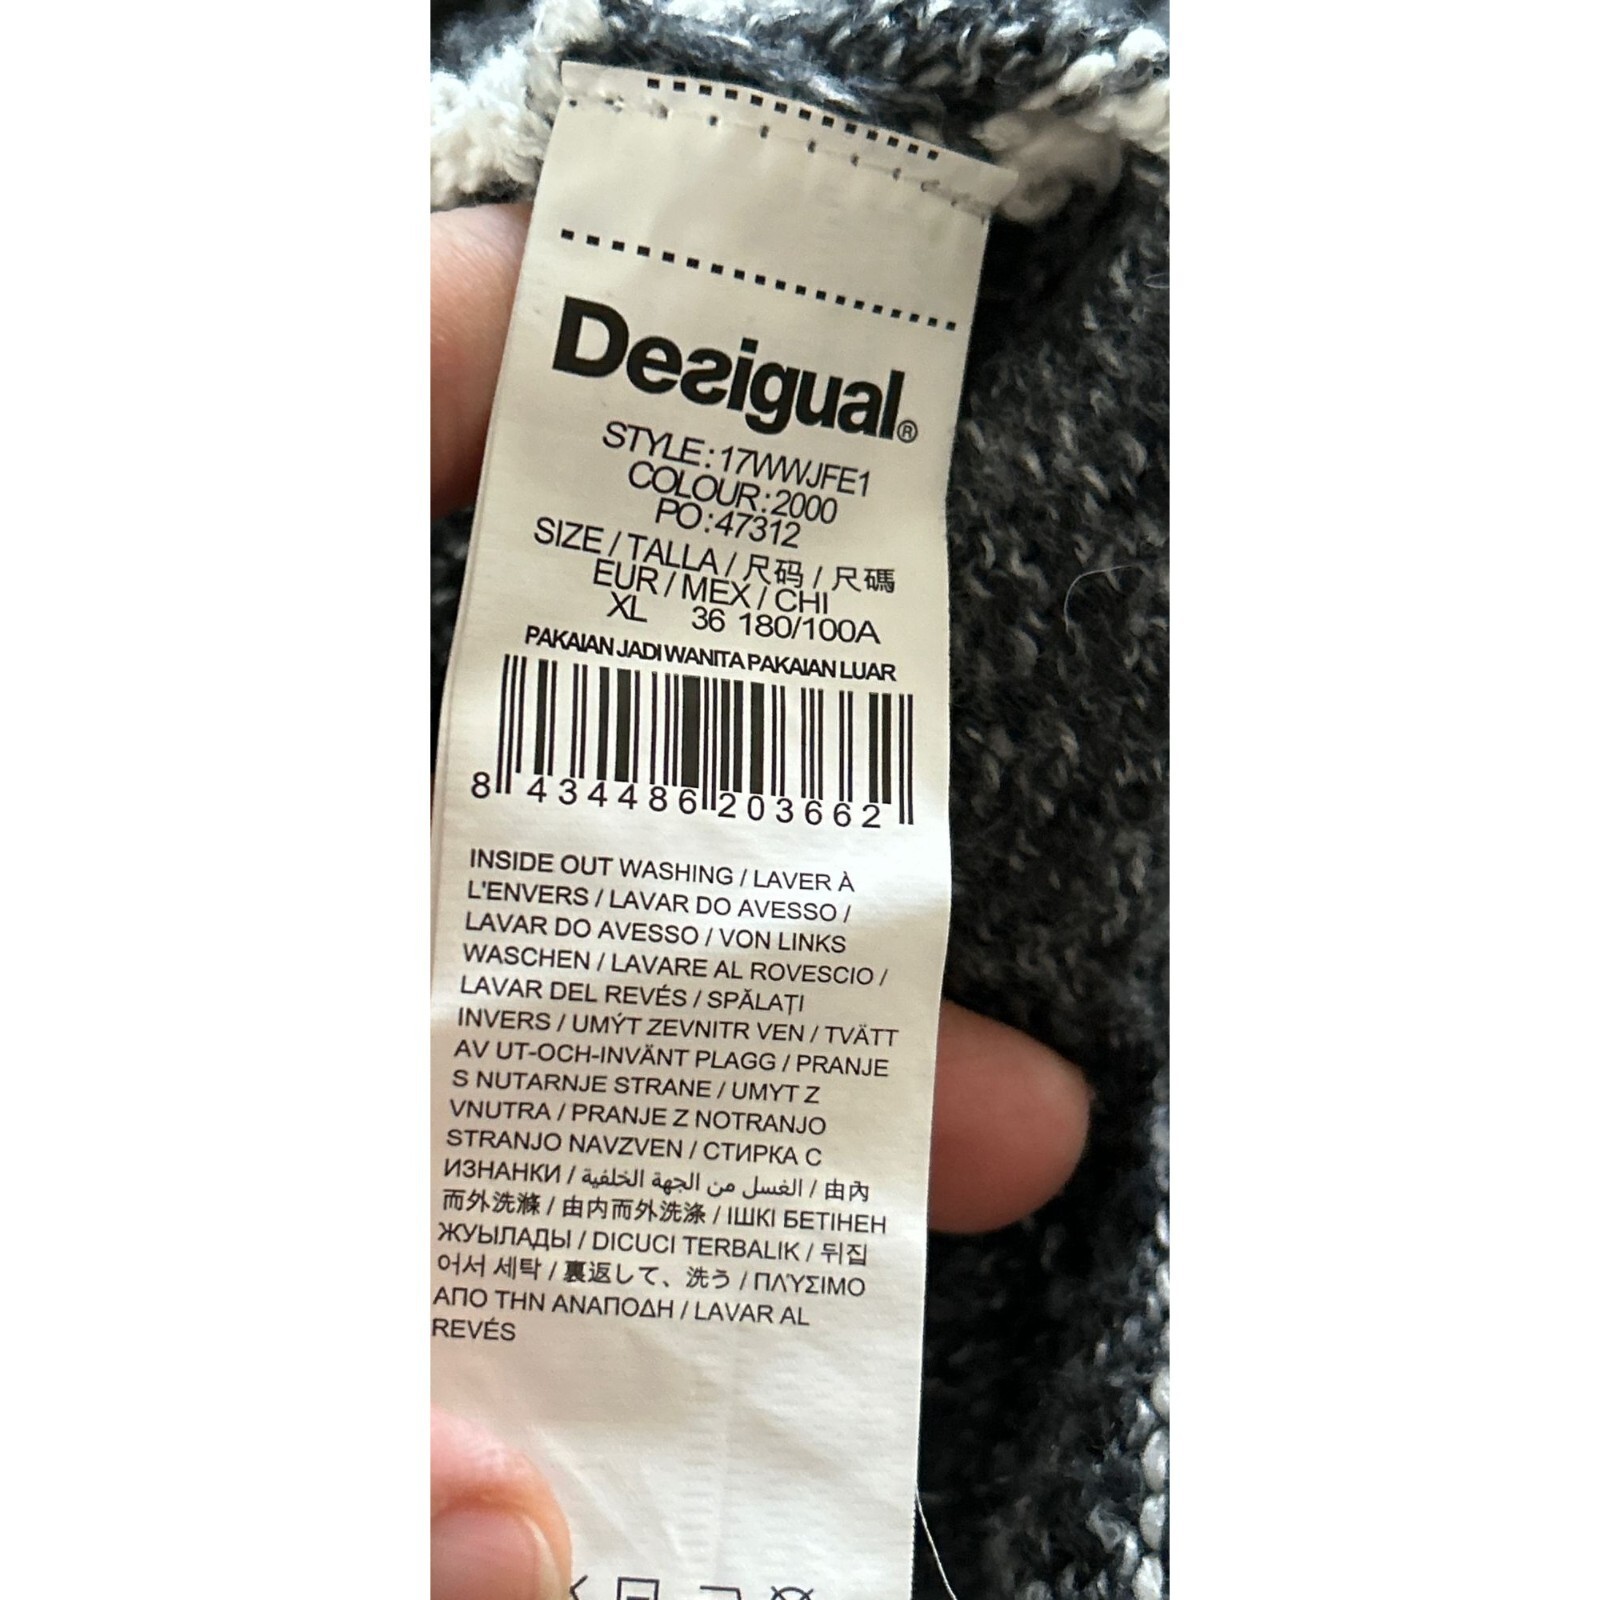 Desigual®
STYLE:17WWJFE1
COLOUR:2000
PO:47312
SIZE / TALLA / 尺码 / 尺碼
EUR / MEX / CHI
XL 36 180/100A
PAKAIAN JADI WANITA PAKAIAN LUAR
8 434486 203662
INSIDE OUT WASHING / LAVER À
L'ENVERS / LAVAR DO AVESSO /
LAVAR DO AVESSO / VON LINKS
WASCHEN / LAVARE AL ROVESCIO /
LAVAR DEL REVÉS / SPĂLAȚI
INVERS / UMÝT ZEVNITR VEN / TVÄTT
AV UT-OCH-INVÄNT PLAGG / PRANJE
S NUTARNJE STRANE / UMYT Z
VNUTRA / PRANJE Z NOTRANJO
STRANJO NAVZVEN / СТИРКА С
ИЗНАНКИ / الغسل من الجهة الخلفية / 由內
而外洗滌 / 由内而外洗涤 / ІШКІ БЕТІНЕН
ЖУЫЛАДЫ / DICUCI TERBALIK / 뒤집
어서 세탁 / 裏返して、洗う / ΠΛΎΣΙΜΟ
ΑΠΟ ΤΗΝ ΑΝΑΠΟΔΗ / LAVAR AL
REVÉS